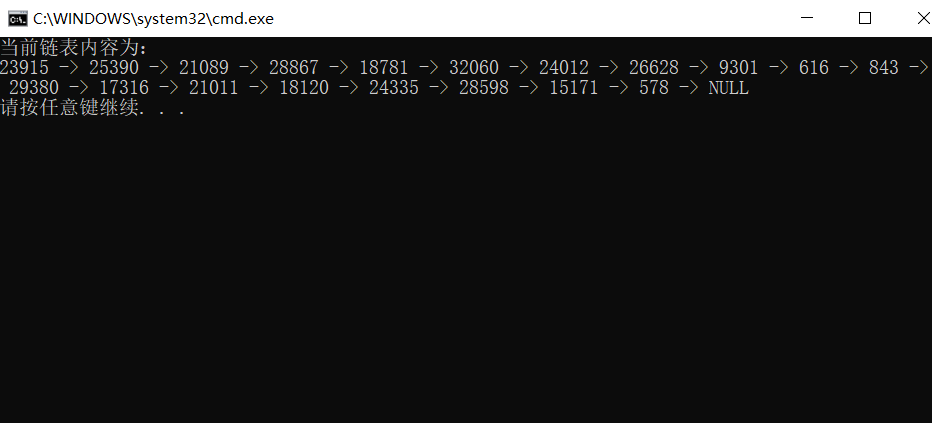 C:\WINDOWS\system32\cmd.exe
当前链表内容为：
23915 -> 25390 -> 21089 -> 28867 -> 18781 -> 32060 -> 24012 -> 26628 -> 9301 -> 616 -> 843 ->
29380 -> 17316 -> 21011 -> 18120 -> 24335 -> 28598 -> 15171 -> 578 -> NULL
请按任意键继续. . .